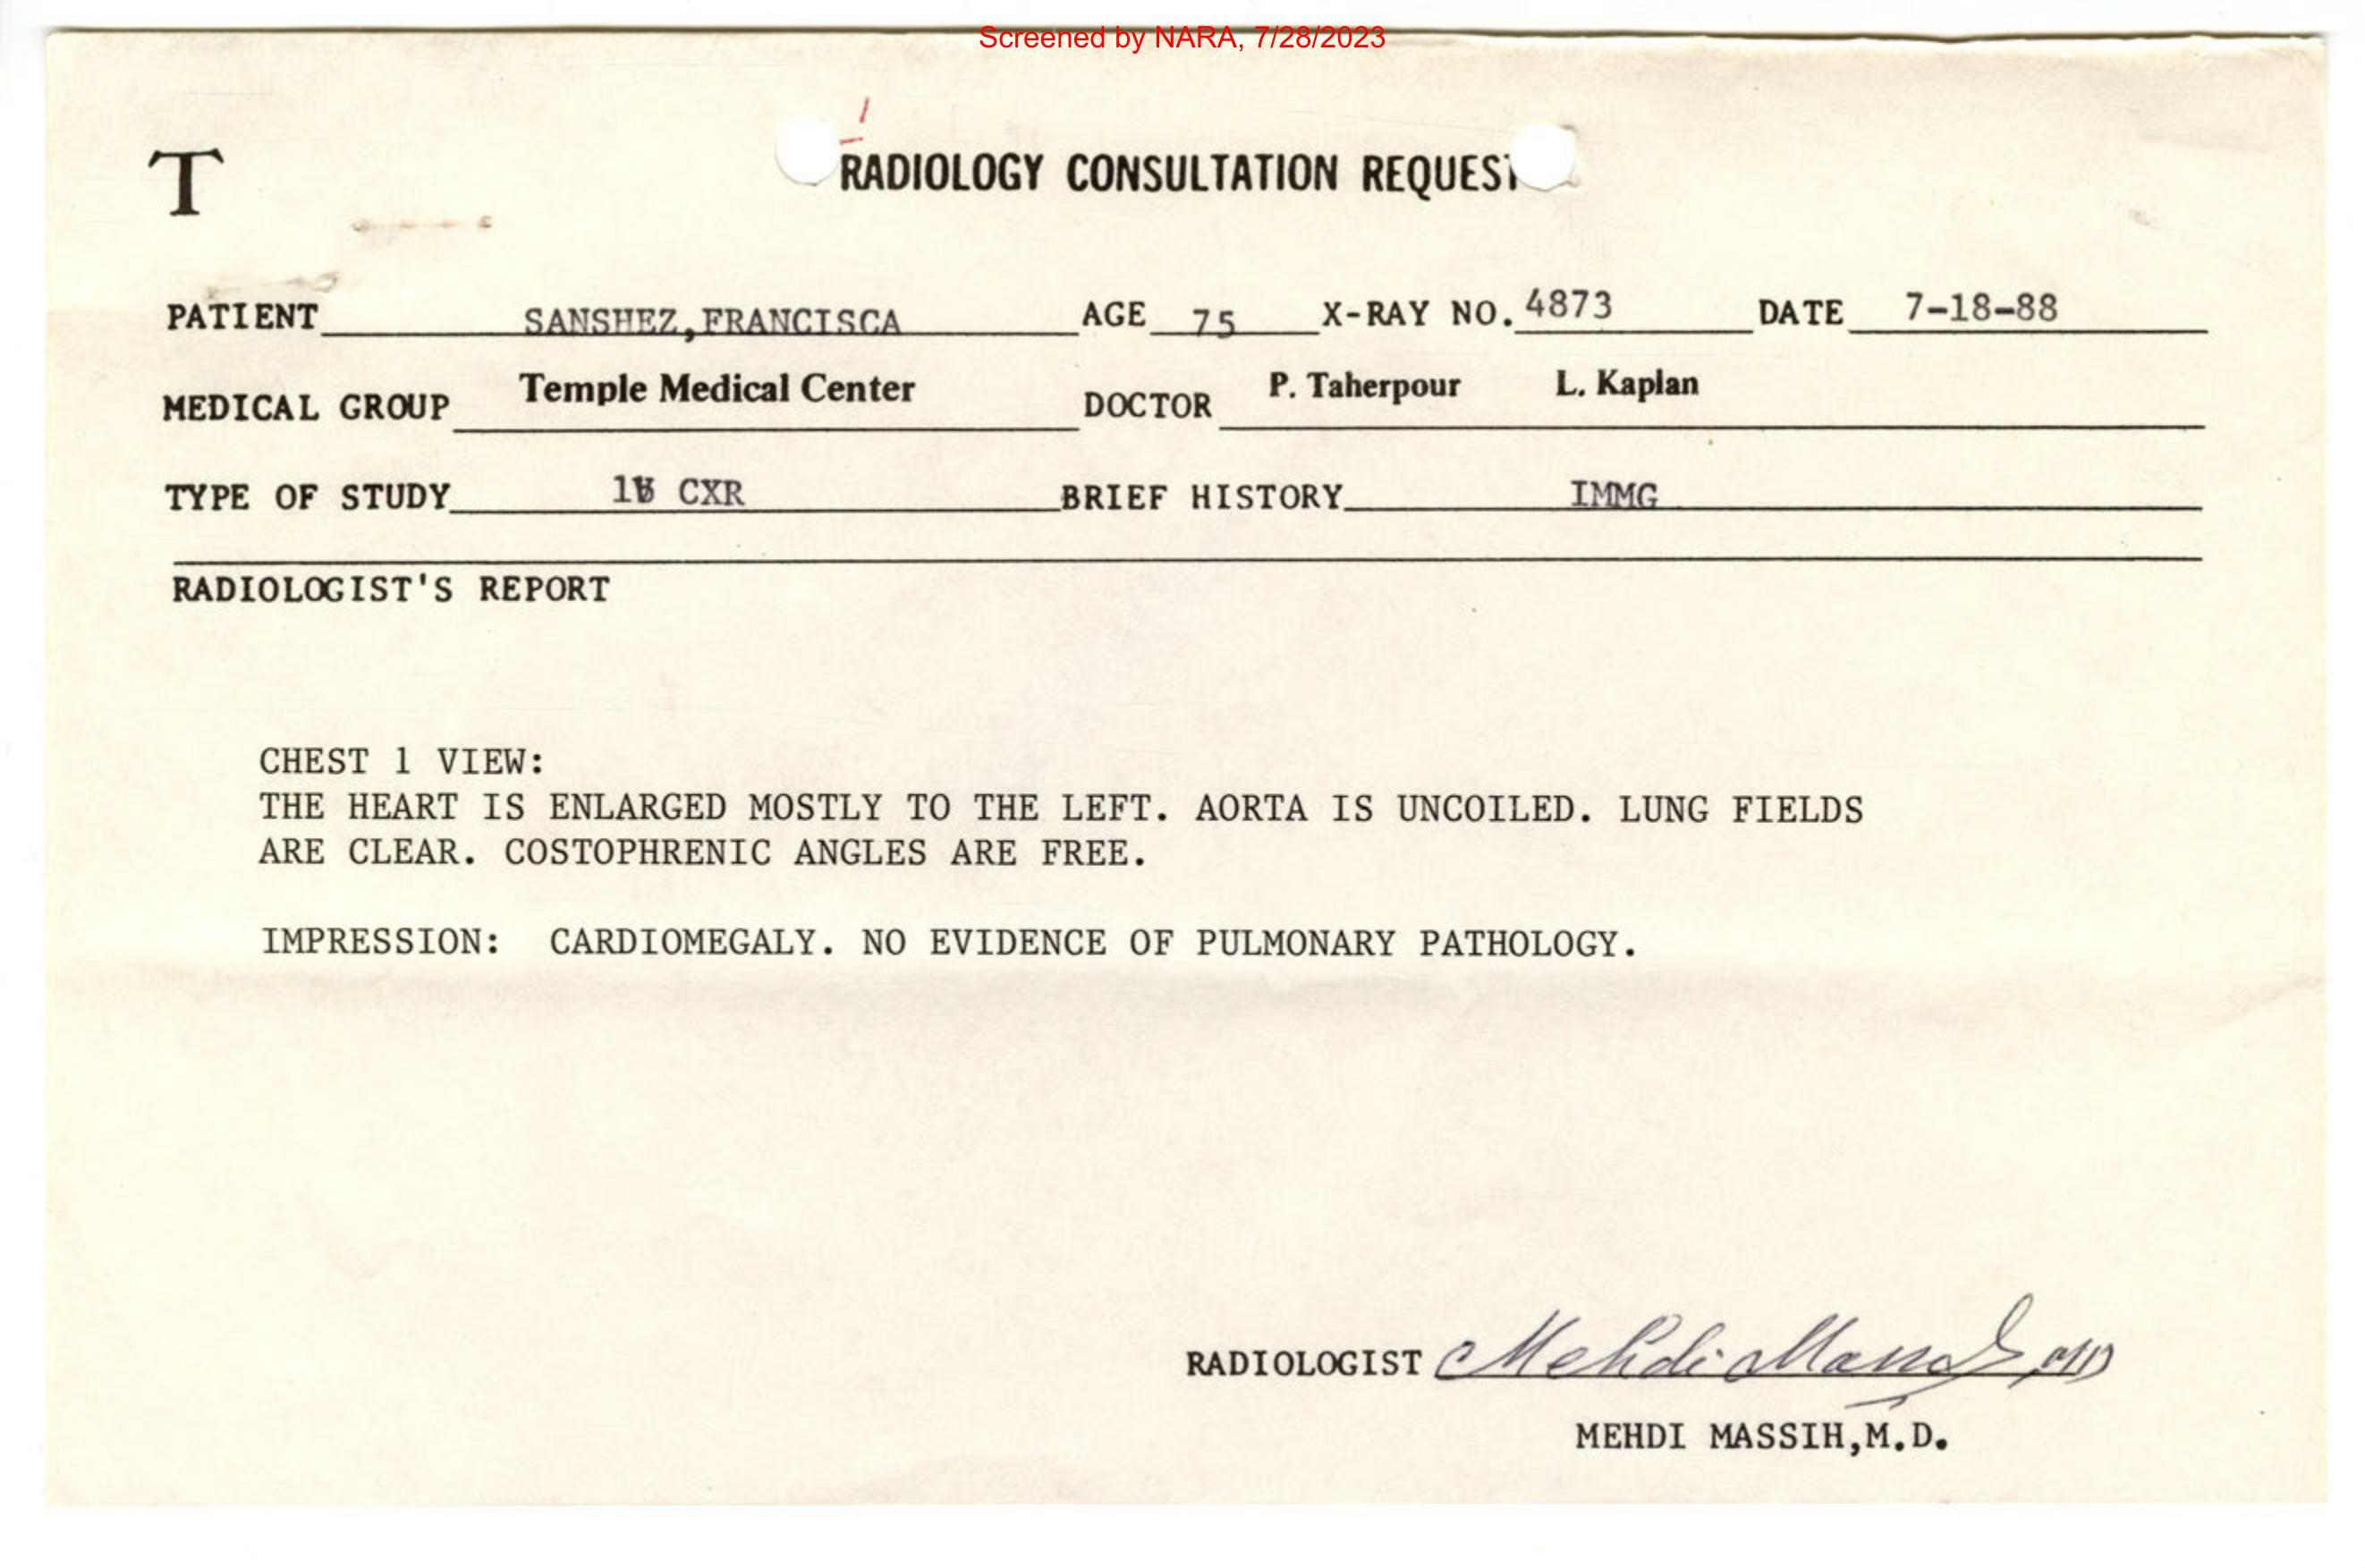 Screened by NARA, 7/28/2023
T
RADIOLOGY CONSULTATION REQUEST
PATIENT SANSHEZ,FRANCISCA AGE 75 X-RAY NO. 4873 DATE 7-18-88
MEDICAL GROUP Temple Medical Center DOCTOR P. Taherpour L. Kaplan
TYPE OF STUDY 1V CXR BRIEF HISTORY IMMG
RADIOLOGIST'S REPORT
CHEST 1 VIEW:
THE HEART IS ENLARGED MOSTLY TO THE LEFT. AORTA IS UNCOILED. LUNG FIELDS
ARE CLEAR. COSTOPHRENIC ANGLES ARE FREE.
IMPRESSION: CARDIOMEGALY. NO EVIDENCE OF PULMONARY PATHOLOGY.
RADIOLOGIST Mehdi Massih MD
MEHDI MASSIH,M.D.